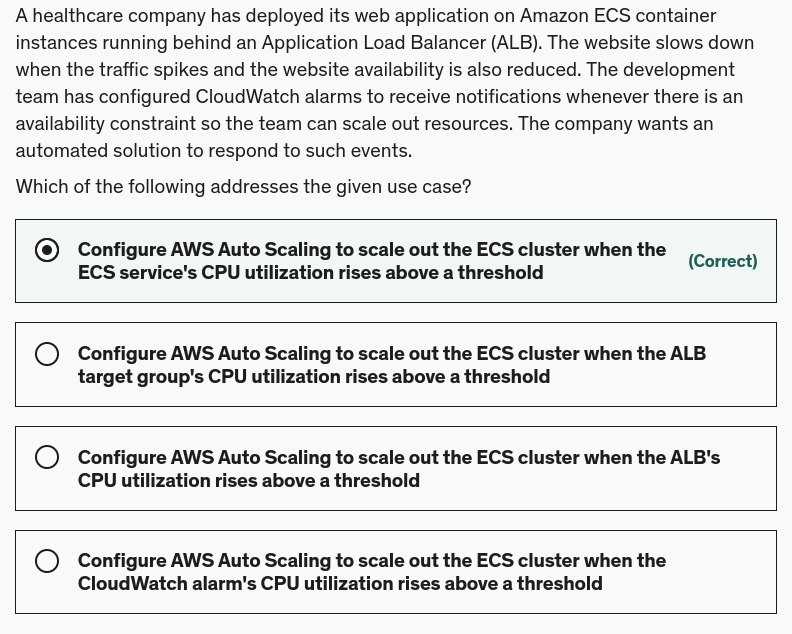 A healthcare company has deployed its web application on Amazon ECS container
instances running behind an Application Load Balancer (ALB). The website slows down
when the traffic spikes and the website availability is also reduced. The development
team has configured CloudWatch alarms to receive notifications whenever there is an
availability constraint so the team can scale out resources. The company wants an
automated solution to respond to such events.
Which of the following addresses the given use case?
Configure AWS Auto Scaling to scale out the ECS cluster when the
ECS service's CPU utilization rises above a threshold
(Correct)
Configure AWS Auto Scaling to scale out the ECS cluster when the ALB
target group's CPU utilization rises above a threshold
Configure AWS Auto Scaling to scale out the ECS cluster when the ALB's
CPU utilization rises above a threshold
Configure AWS Auto Scaling to scale out the ECS cluster when the
CloudWatch alarm's CPU utilization rises above a threshold